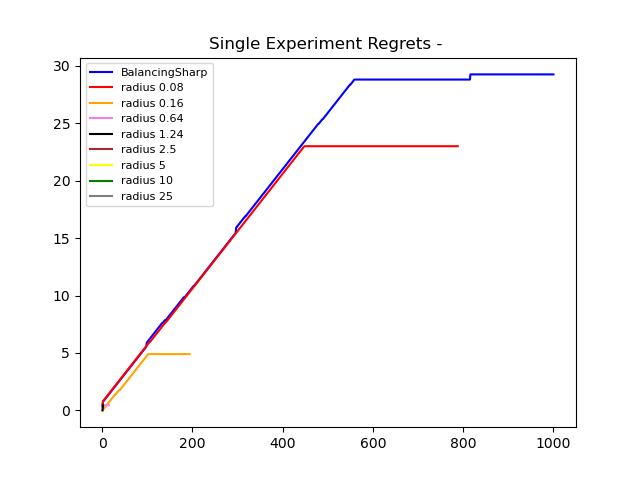 Single Experiment Regrets -
BalancingSharp
radius 0.08
radius 0.16
radius 0.64
radius 1.24
radius 2.5
radius 5
radius 10
radius 25
30
25
20
15
10
5
0
0 200 400 600 800 1000